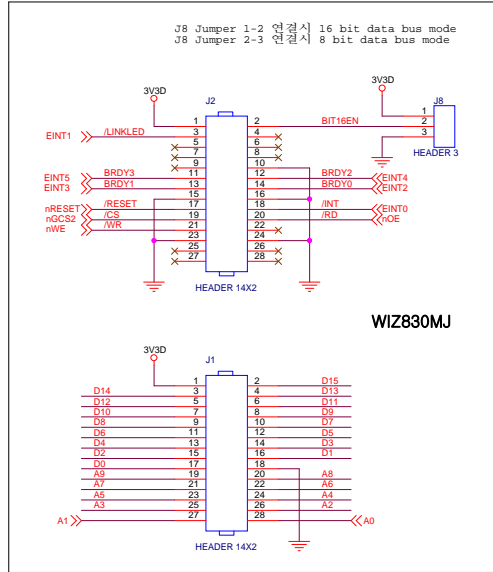 J8 Jumper 1-2 연결시 16 bit data bus mode
J8 Jumper 2-3 연결시 8 bit data bus mode
3V3D
3V3D
J2
J8
1 2 BIT16EN 1
EINT1 /LINKLED 3 4 2
5 6 3
7 8
9 10
HEADER 3
EINT5 BRDY3 11 12 BRDY2 EINT4
EINT3 BRDY1 13 14 BRDY0 EINT2
15 16
nRESET /RESET 17 18 /INT EINT0
nGCS2 /CS 19 20 /RD nOE
nWE /WR 21 22
23 24
25 26
27 28
HEADER 14X2
WIZ830MJ
3V3D
J1
1 2 D15
D14 3 4 D13
D12 5 6 D11
D10 7 8 D9
D8 9 10 D7
D6 11 12 D5
D4 13 14 D3
D2 15 16 D1
D0 17 18
A9 19 20 A8
A7 21 22 A6
A5 23 24 A4
A3 25 26 A2
A1 27 28 A0
HEADER 14X2